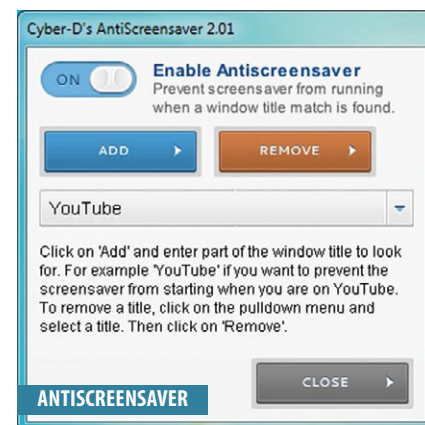 Cyber-D's AntiScreensaver 2.01
ON
Enable Antiscreensaver
Prevent screensaver from running
when a window title match is found.
ADD
REMOVE
YouTube
Click on 'Add' and enter part of the window title to look
for. For example 'YouTube' if you want to prevent the
screensaver from starting when you are on YouTube.
To remove a title, click on the pulldown menu and
select a title. Then click on 'Remove'.
CLOSE
ANTISCREENSAVER